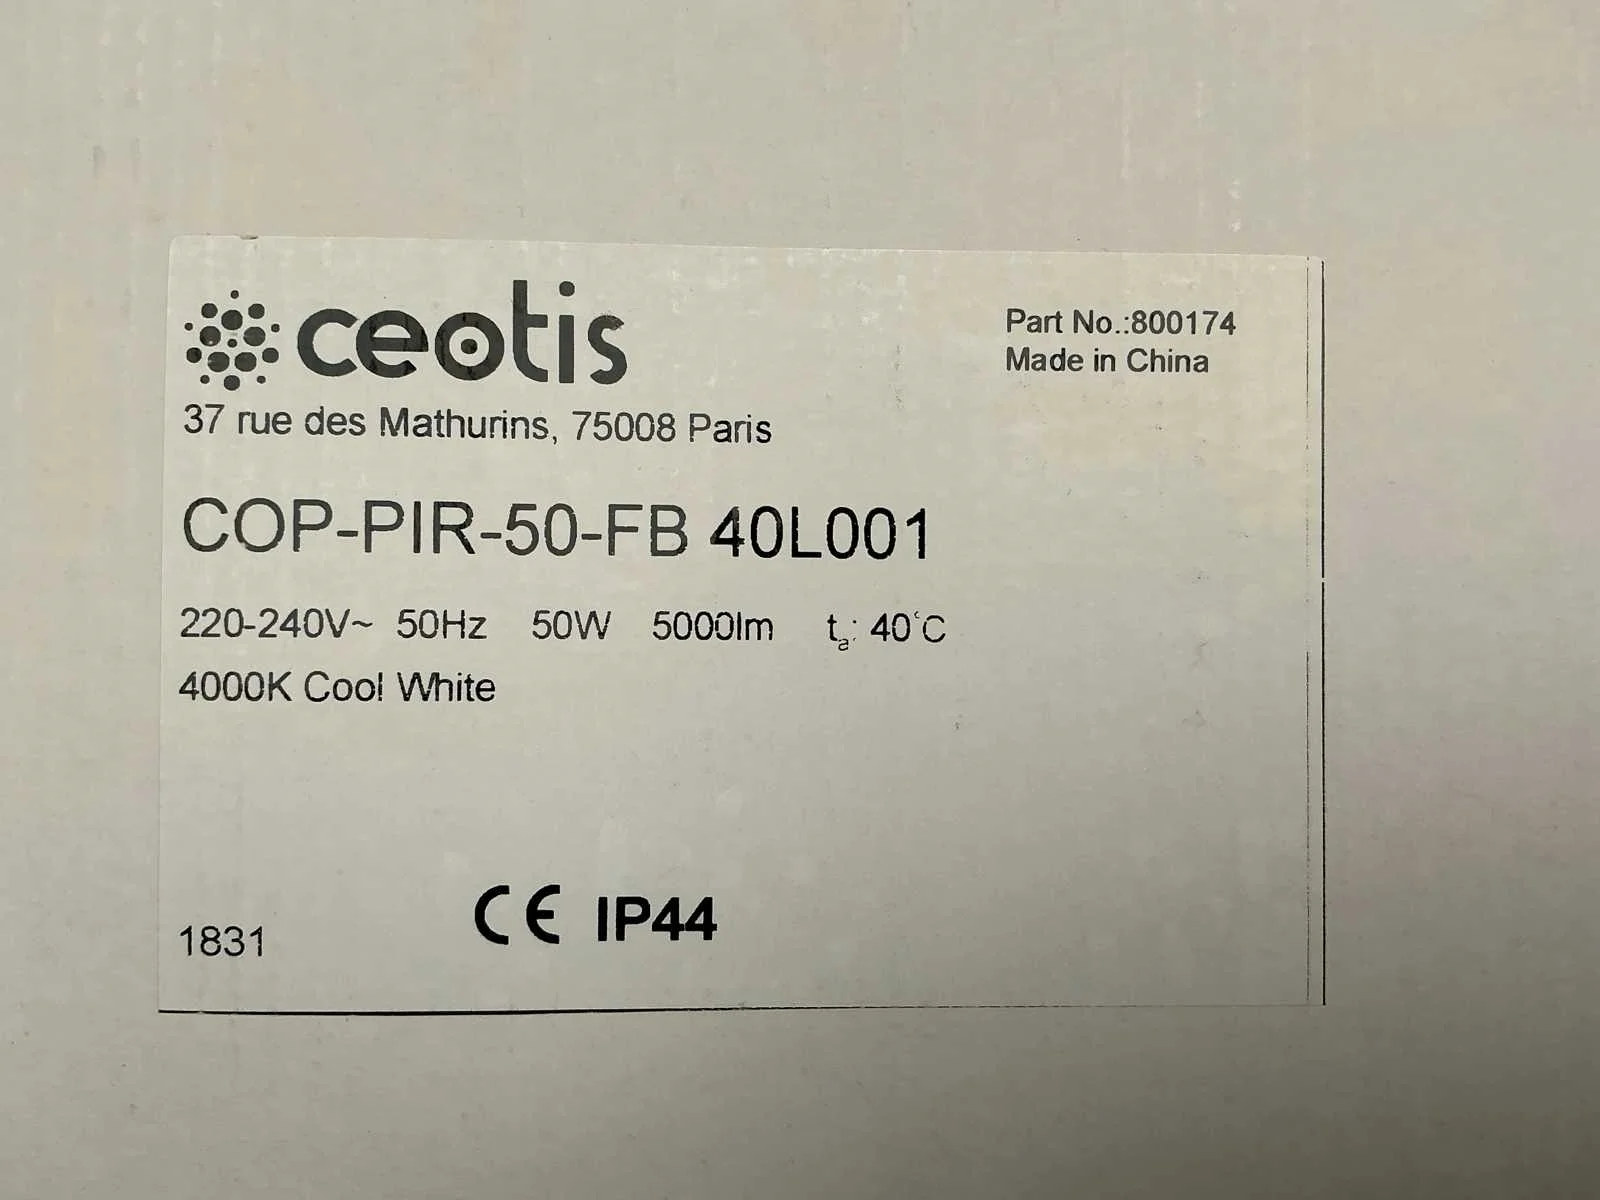 ceotis
37 rue des Mathurins, 75008 Paris
Part No.:800174
Made in China
COP-PIR-50-FB 40L001
220-240V~ 50Hz 50W 5000lm ta: 40°C
4000K Cool White
1831
CE IP44